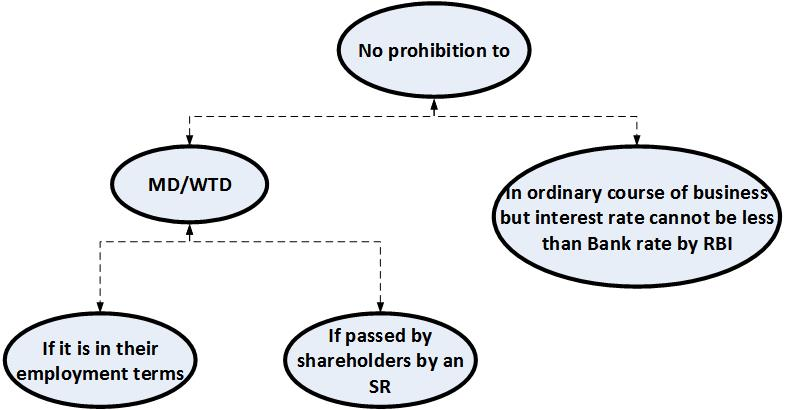 No prohibition to
MD/WTD
In ordinary course of business
but interest rate cannot be less
than Bank rate by RBI
If it is in their
employment terms
If passed by
shareholders by an
SR